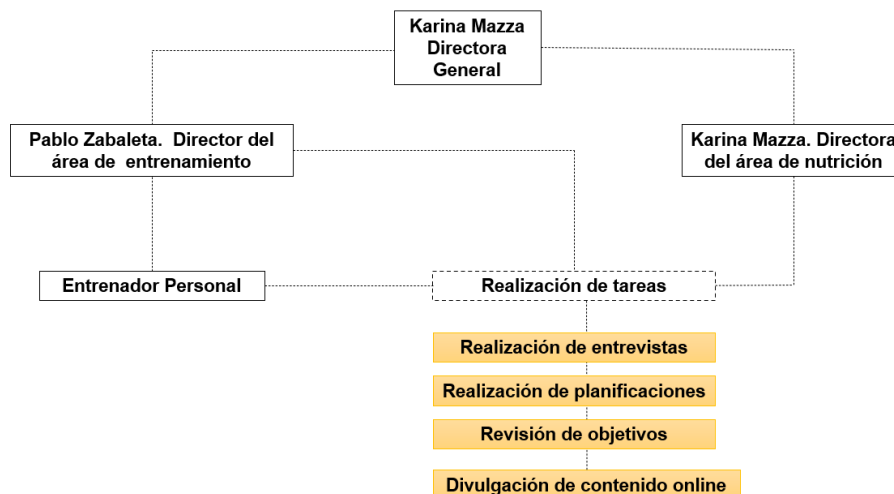 Karina Mazza
Directora
General
Pablo Zabaleta.  Director del
área de  entrenamiento
Karina Mazza. Directora
del área de nutrición
Entrenador Personal
Realización de tareas
Realización de entrevistas
Realización de planificaciones
Revisión de objetivos
Divulgación de contenido online